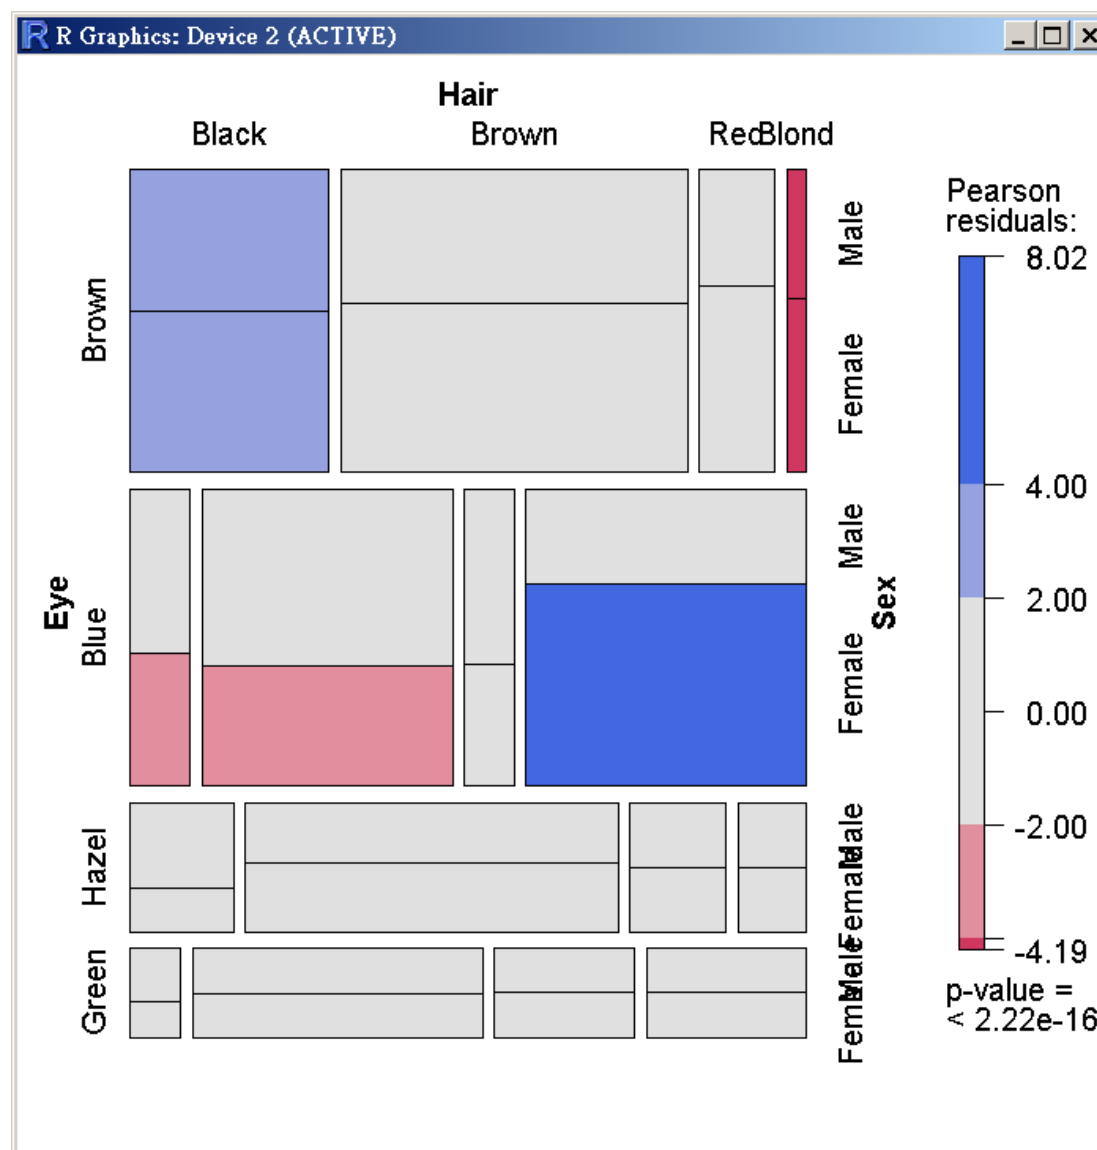 R Graphics: Device 2 (ACTIVE)
Hair
Black Brown Red Blond
Eye
Brown
Blue
Hazel
Green
Male
Female
Male
Female
Male
Female
Male
Female
Sex
Pearson
residuals:
8.02
4.00
2.00
0.00
-2.00
-4.19
p-value =
< 2.22e-16